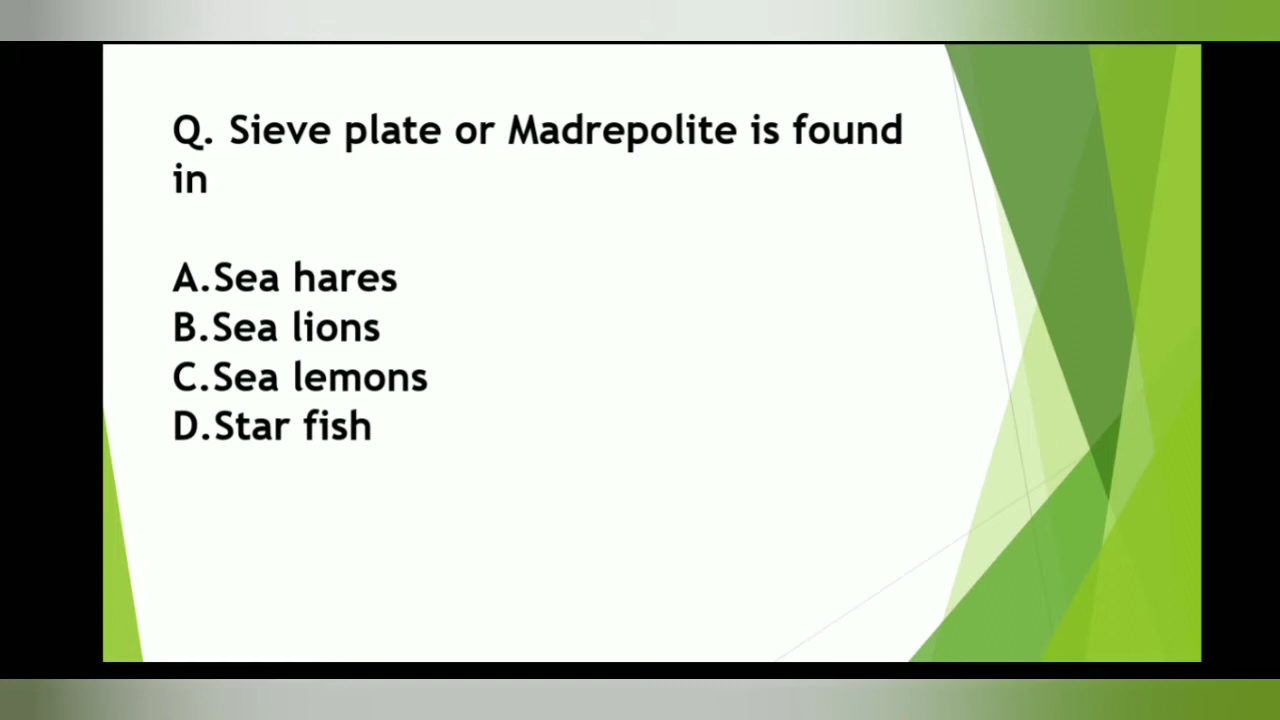 Q. Sieve plate or Madrepolite is found
in
A.Sea hares
B.Sea lions
C.Sea lemons
D.Star fish